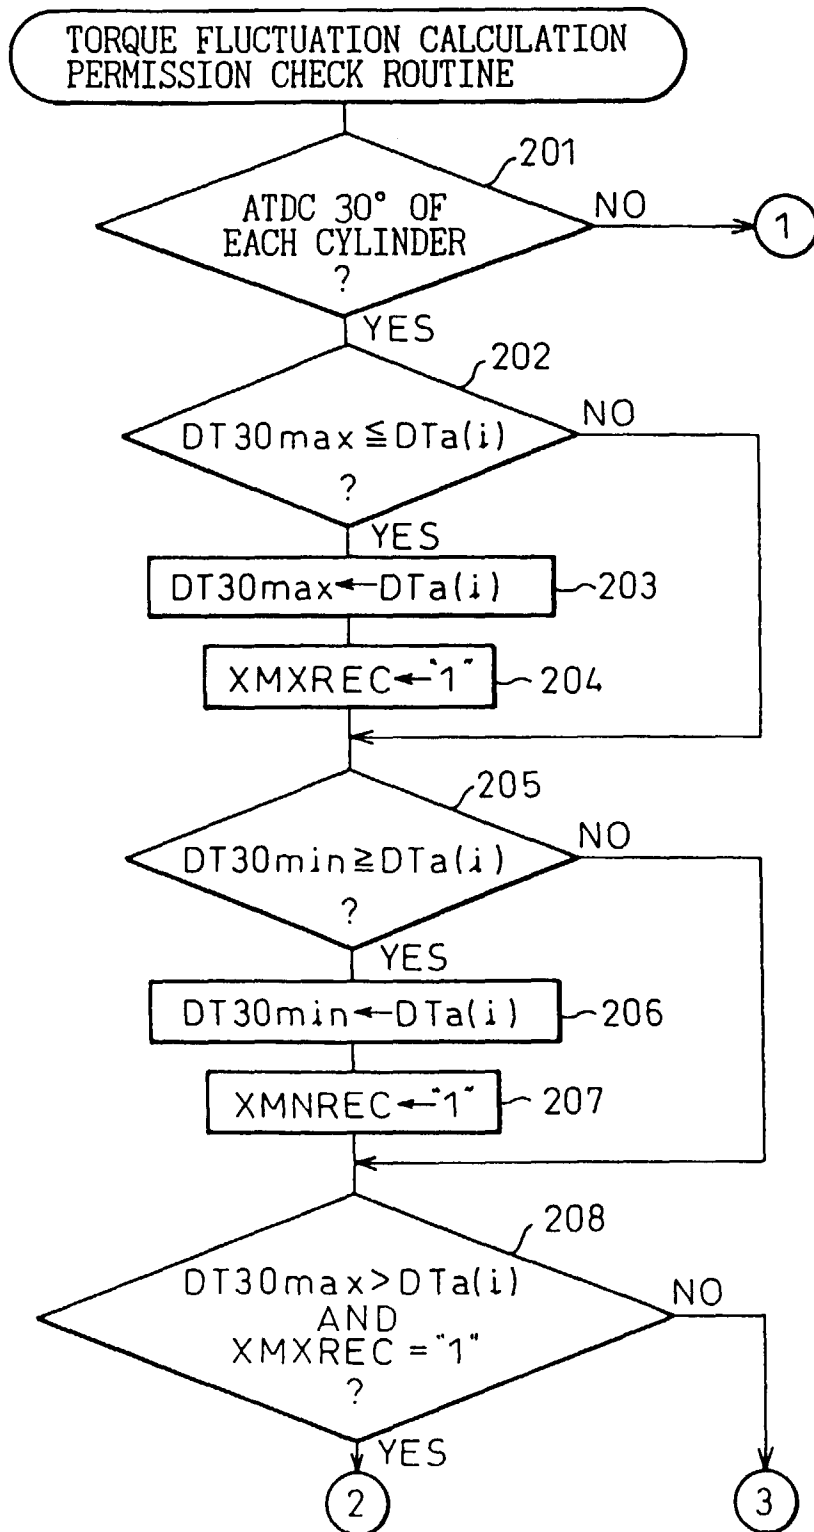 TORQUE FLUCTUATION CALCULATION
PERMISSION CHECK ROUTINE
201
ATDC 30° OF
EACH CYLINDER
?
NO
1
YES
202
DT30max≦DTa(i)
?
NO
YES
DT30max←DTa(i)
203
XMXREC←"1"
204
205
DT30min≧DTa(i)
?
NO
YES
DT30min←DTa(i)
206
XMNREC←"1"
207
208
DT30max>DTa(i)
AND
XMXREC="1"
?
NO
YES
2
3